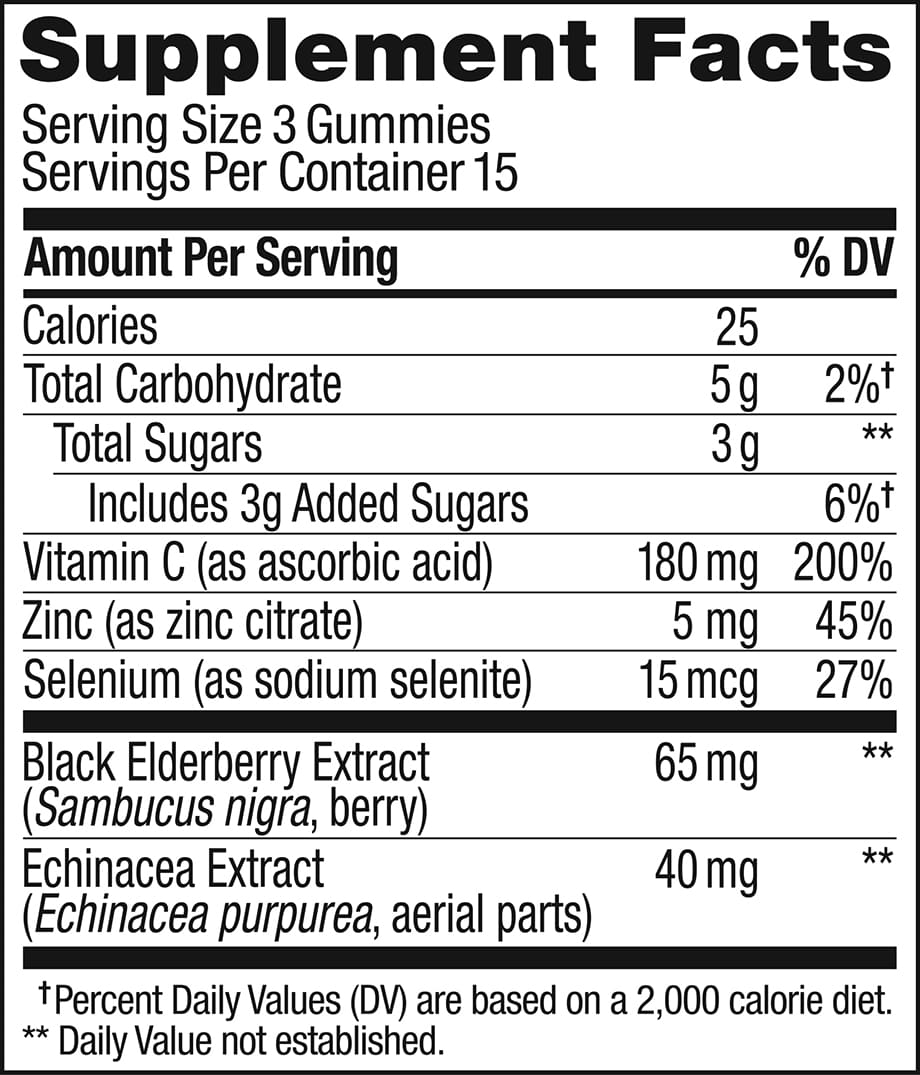 Supplement Facts
Serving Size 3 Gummies
Servings Per Container 15
Amount Per Serving % DV
Calories 25
Total Carbohydrate 5 g 2%†
Total Sugars 3 g **
Includes 3g Added Sugars 6%†
Vitamin C (as ascorbic acid) 180 mg 200%
Zinc (as zinc citrate) 5 mg 45%
Selenium (as sodium selenite) 15 mcg 27%
Black Elderberry Extract 65 mg **
(Sambucus nigra, berry)
Echinacea Extract 40 mg **
(Echinacea purpurea, aerial parts)
†Percent Daily Values (DV) are based on a 2,000 calorie diet.
** Daily Value not established.